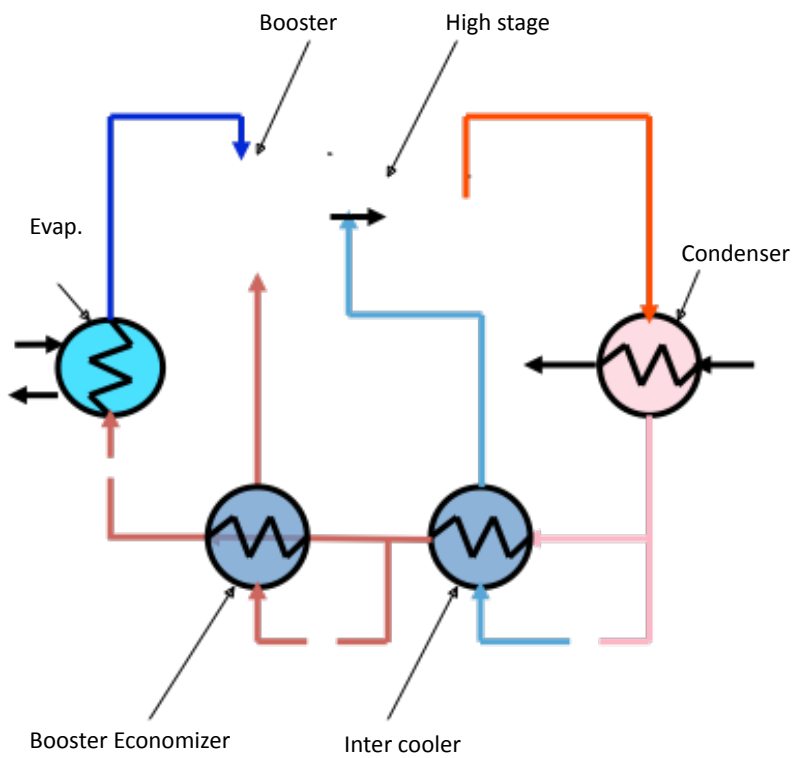 Booster
High stage
Evap.
Condenser
Booster Economizer
Inter cooler